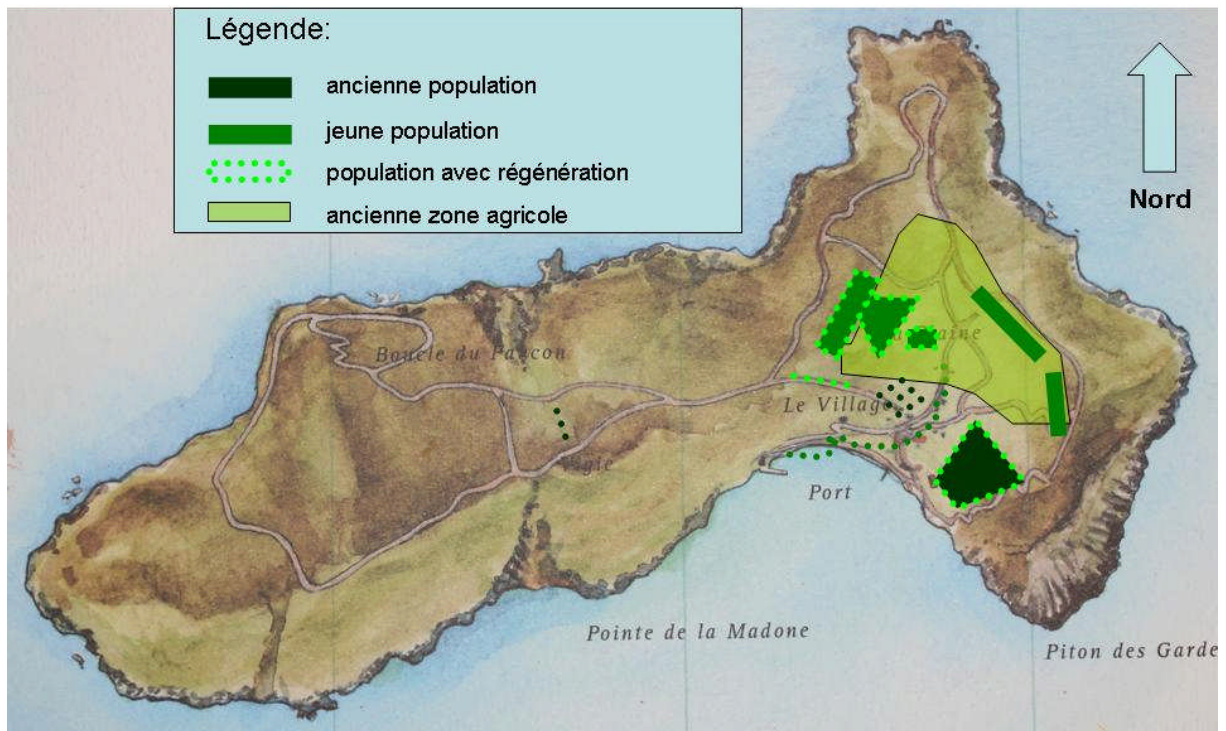 Légende:
ancienne population
jeune population
population avec régénération
ancienne zone agricole
Nord
Boucle du
Le Village
Port
Pointe de la Madone
Piton des Garde